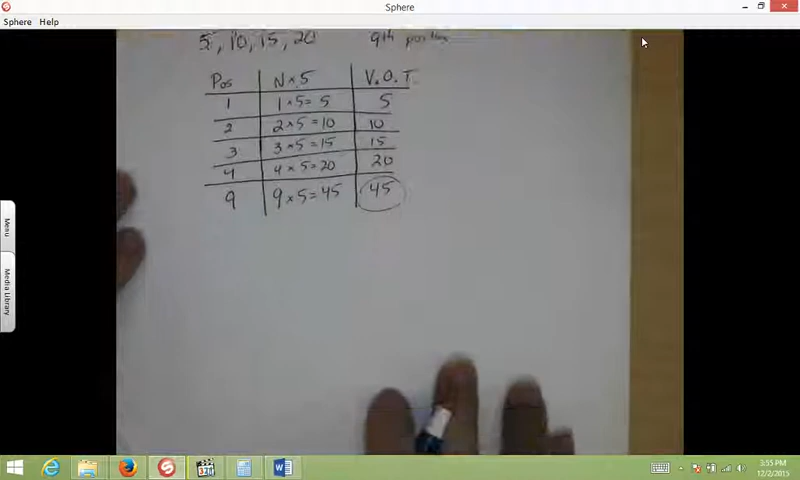 Sphere
Sphere Help
5, 10, 15, 20 9th position
Pos N×5 V.O.T.
1 1×5=5 5
2 2×5=10 10
3 3×5=15 15
4 4×5=20 20
9 9×5=45 45
Menu
Media Library
3:55 PM
12/2/2015